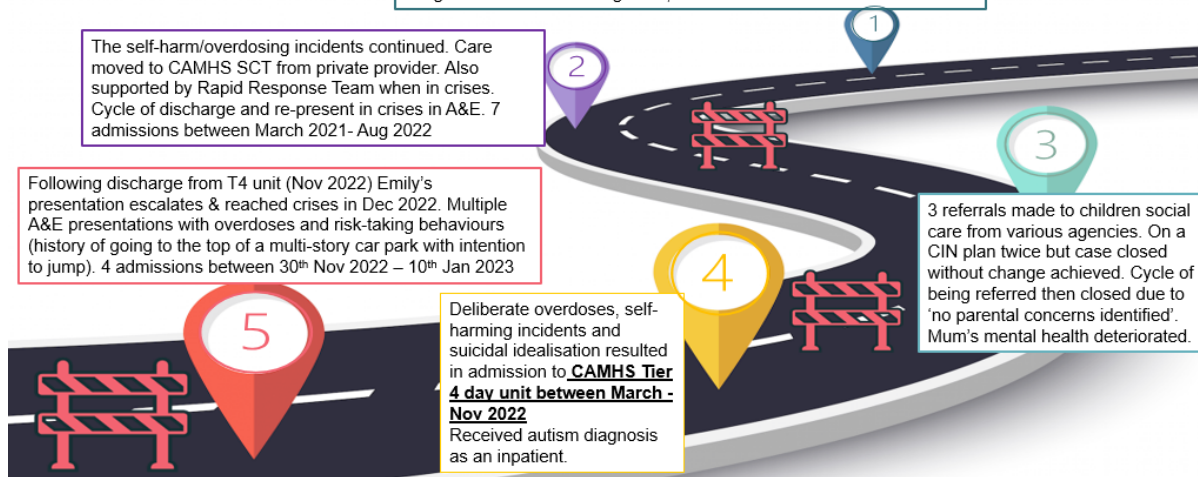 1
The self-harm/overdosing incidents continued. Care
moved to CAMHS SCT from private provider. Also
supported by Rapid Response Team when in crises.
Cycle of discharge and re-present in crises in A&E. 7
admissions between March 2021- Aug 2022
2
3
3 referrals made to children social
care from various agencies. On a
CIN plan twice but case closed
without change achieved. Cycle of
being referred then closed due to
‘no parental concerns identified’.
Mum’s mental health deteriorated.
4
Deliberate overdoses, self-
harming incidents and
suicidal idealisation resulted
in admission to CAMHS Tier
4 day unit between March -
Nov 2022
Received autism diagnosis
as an inpatient.
Following discharge from T4 unit (Nov 2022) Emily’s
presentation escalates & reached crises in Dec 2022. Multiple
A&E presentations with overdoses and risk-taking behaviours
(history of going to the top of a multi-story car park with intention
to jump). 4 admissions between 30th Nov 2022 – 10th Jan 2023
5